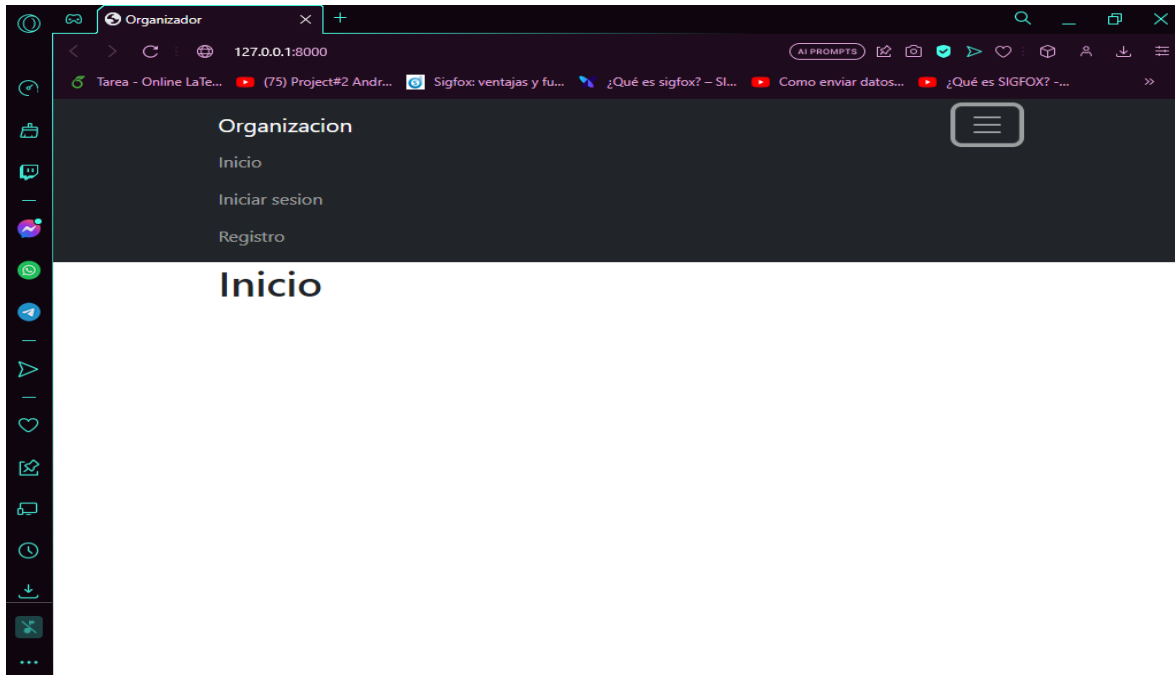 Organizador
127.0.0.1:8000
AI PROMPTS
Tarea - Online LaTe... (75) Project#2 Andr... Sigfox: ventajas y fu... ¿Qué es sigfox? – SI... Como enviar datos... ¿Qué es SIGFOX? -...
Organizacion
Inicio
Iniciar sesion
Registro
Inicio